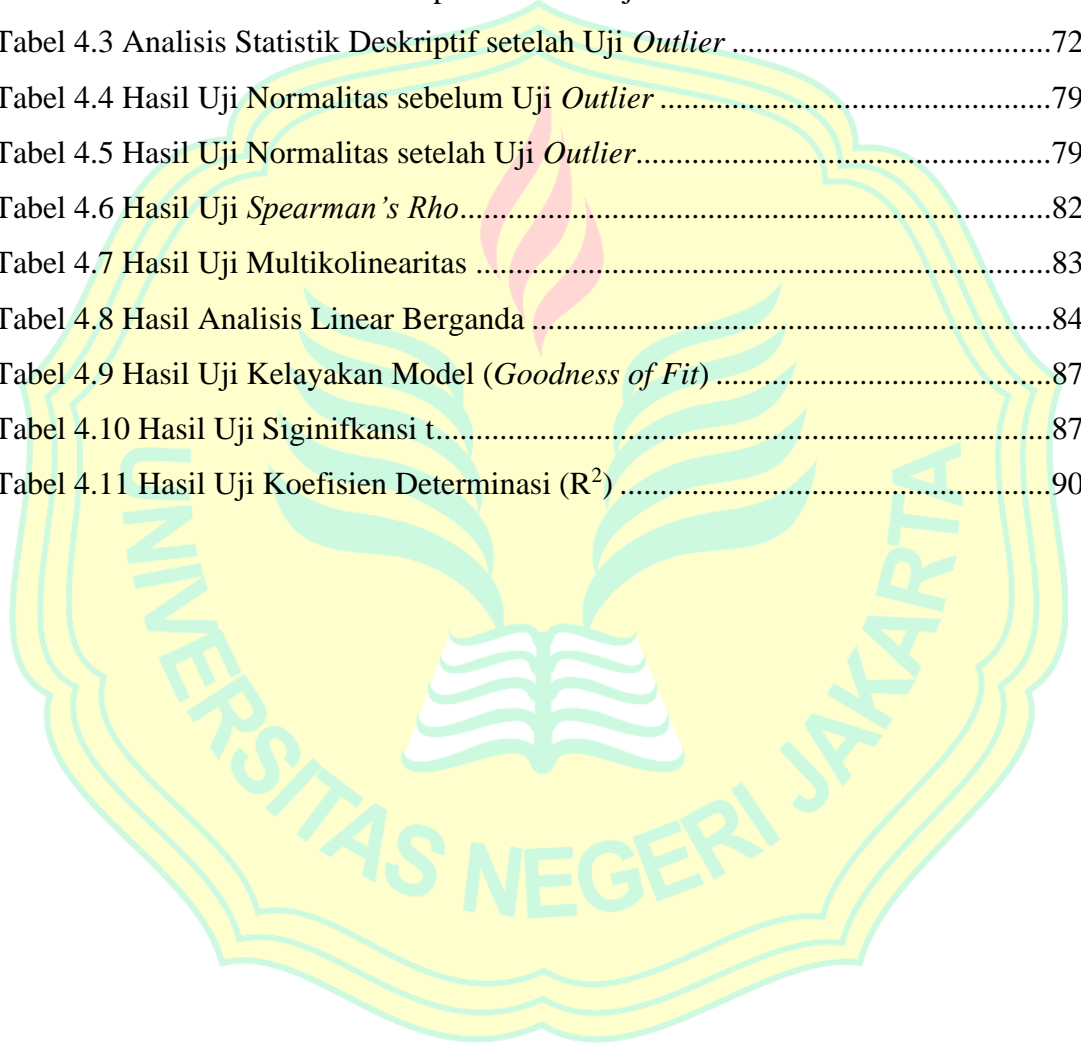 Tabel 4.3 Analisis Statistik Deskriptif setelah Uji Outlier ....................................................72
Tabel 4.4 Hasil Uji Normalitas sebelum Uji Outlier ...............................................................79
Tabel 4.5 Hasil Uji Normalitas setelah Uji Outlier..................................................................79
Tabel 4.6 Hasil Uji Spearman’s Rho.........................................................................................82
Tabel 4.7 Hasil Uji Multikolinearitas .......................................................................................83
Tabel 4.8 Hasil Analisis Linear Berganda ................................................................................84
Tabel 4.9 Hasil Uji Kelayakan Model (Goodness of Fit) ........................................................87
Tabel 4.10 Hasil Uji Siginifkansi t............................................................................................87
Tabel 4.11 Hasil Uji Koefisien Determinasi (R²) ....................................................................90
UNIVERSITAS NEGERI JAKARTA